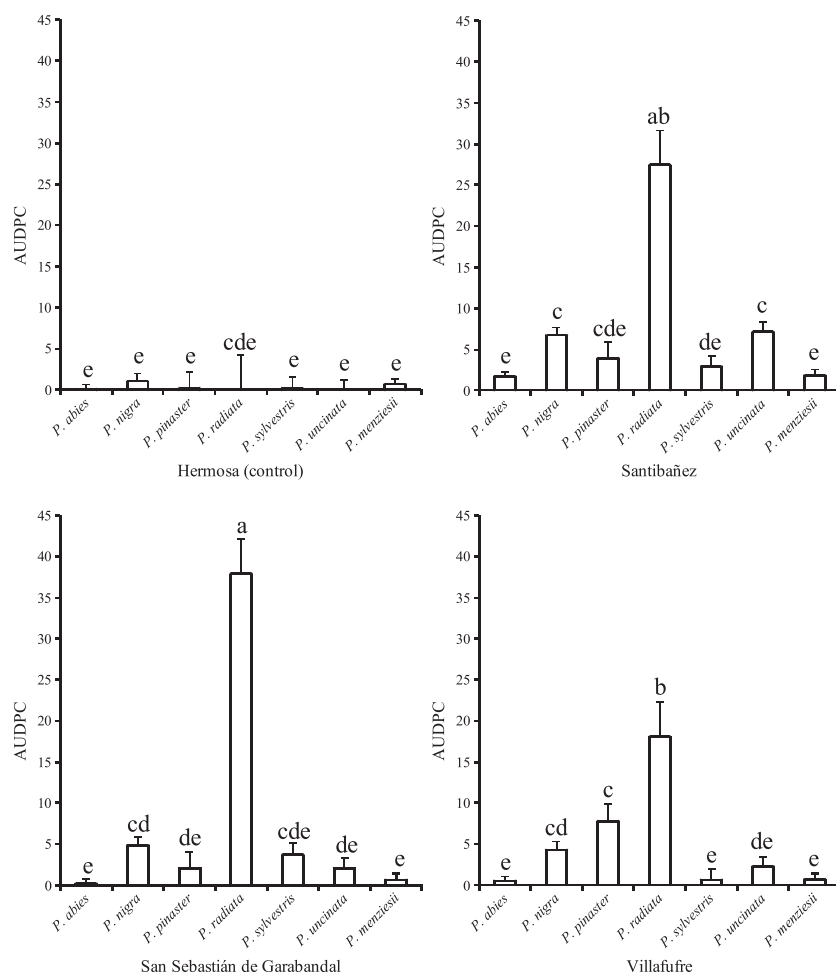 45
40
35
30
25
20
15
10
5
0
AUDPC
e e e cde e e e
P. abies P. nigra P. pinaster P. radiata P. sylvestris P. uncinata P. menziesii
Hermosa (control)
45
40
35
30
25
20
15
10
5
0
AUDPC
e c cde ab de c e
P. abies P. nigra P. pinaster P. radiata P. sylvestris P. uncinata P. menziesii
Santibañez
45
40
35
30
25
20
15
10
5
0
AUDPC
e cd de a cde de e
P. abies P. nigra P. pinaster P. radiata P. sylvestris P. uncinata P. menziesii
San Sebastián de Garabandal
45
40
35
30
25
20
15
10
5
0
AUDPC
e cd c b e de e
P. abies P. nigra P. pinaster P. radiata P. sylvestris P. uncinata P. menziesii
Villafufre